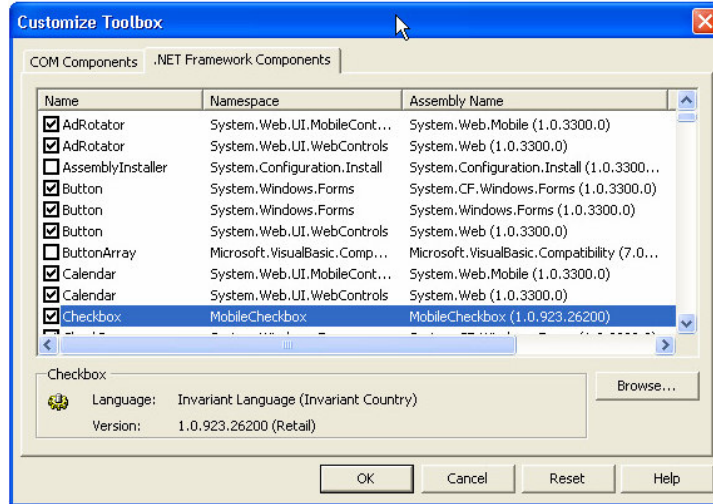 Customize Toolbox
COM Components .NET Framework Components
Name Namespace Assembly Name
AdRotator System.Web.UI.MobileCont... System.Web.Mobile (1.0.3300.0)
AdRotator System.Web.UI.WebControls System.Web (1.0.3300.0)
AssemblyInstaller System.Configuration.Install System.Configuration.Install (1.0.3300....
Button System.Windows.Forms System.CF.Windows.Forms (1.0.3300.0)
Button System.Windows.Forms System.Windows.Forms (1.0.3300.0)
Button System.Web.UI.WebControls System.Web (1.0.3300.0)
ButtonArray Microsoft.VisualBasic.Comp... Microsoft.VisualBasic.Compatibility (7.0...
Calendar System.Web.UI.MobileCont... System.Web.Mobile (1.0.3300.0)
Calendar System.Web.UI.WebControls System.Web (1.0.3300.0)
Checkbox MobileCheckbox MobileCheckbox (1.0.923.26200)
Checkbox
Language: Invariant Language (Invariant Country)
Version: 1.0.923.26200 (Retail)
Browse...
OK Cancel Reset Help